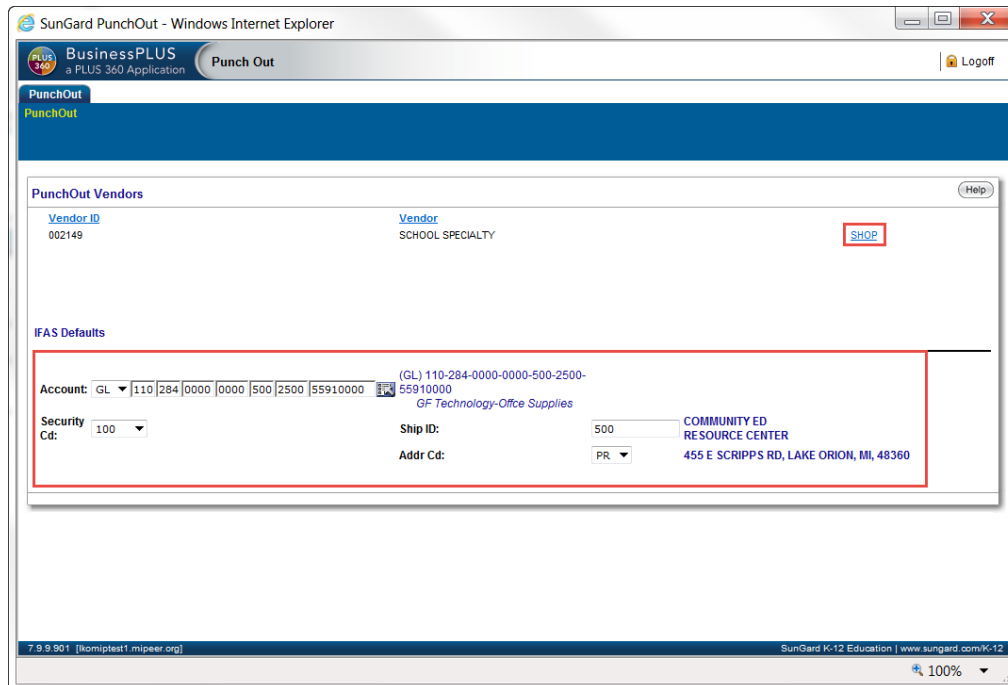 SunGard PunchOut - Windows Internet Explorer
PLUS 360
BusinessPLUS
a PLUS 360 Application
Punch Out
Logoff
PunchOut
PunchOut
PunchOut Vendors
Help
Vendor ID Vendor
002149 SCHOOL SPECIALTY SHOP
IFAS Defaults
Account: GL 110 284 0000 0000 500 2500 55910000
(GL) 110-284-0000-0000-500-2500-
55910000
GF Technology-Offce Supplies
Security
Cd:
100
Ship ID: 500
COMMUNITY ED
RESOURCE CENTER
Addr Cd: PR 455 E SCRIPPS RD, LAKE ORION, MI, 48360
7.9.9.901 [lkomiptest1.mipeer.org] SunGard K-12 Education | www.sungard.com/K-12
100%